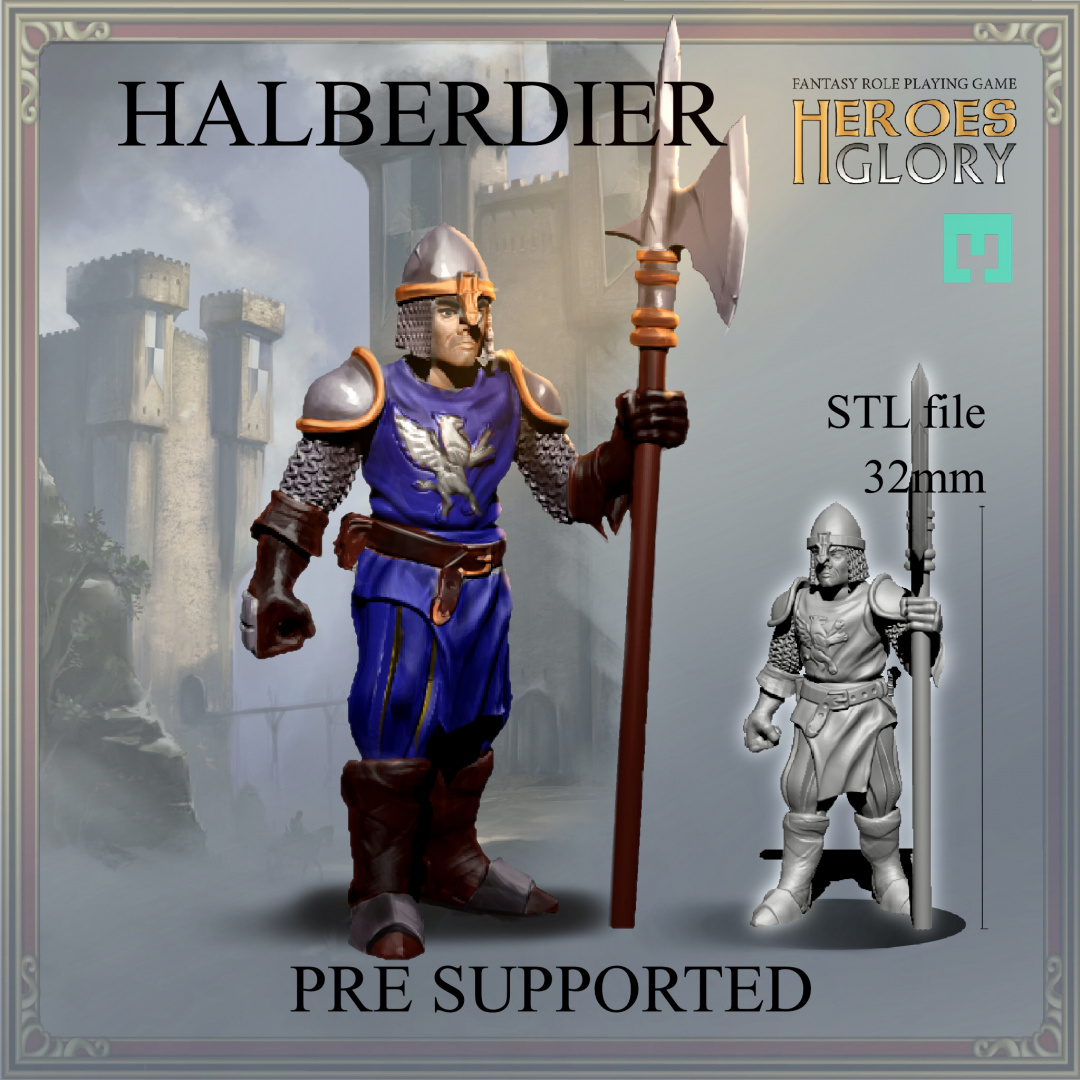 HALBERDIER
FANTASY ROLE PLAYING GAME
HEROES
GLORY
STL file
32mm
PRE SUPPORTED